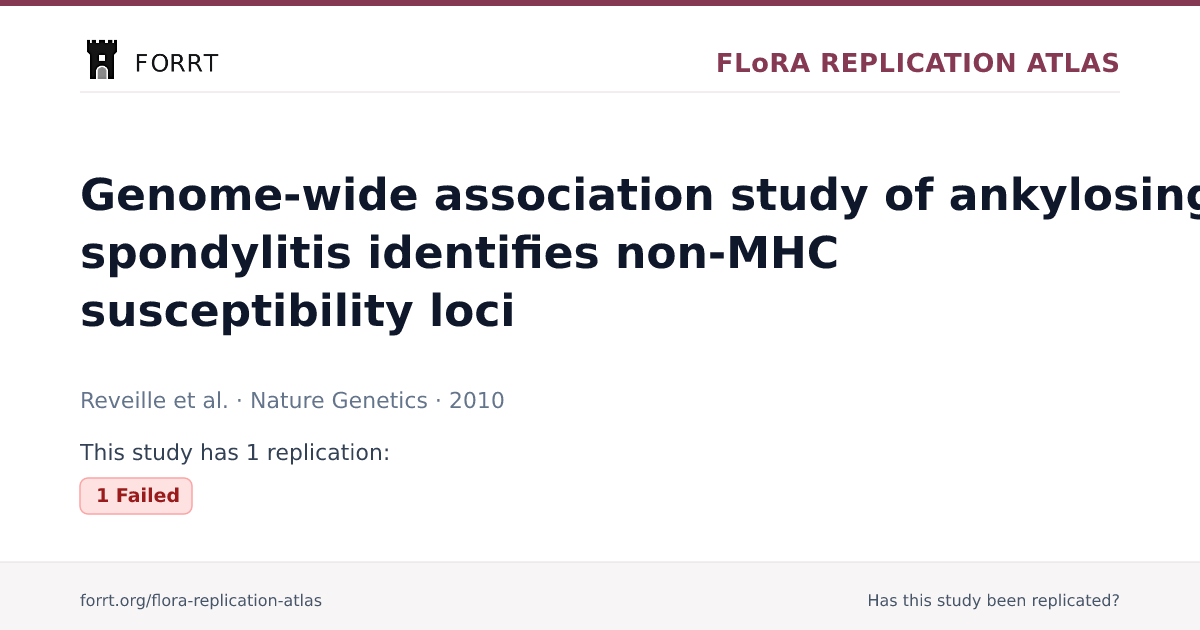 FORRT
FLoRA REPLICATION ATLAS
Genome-wide association study of ankylosing
spondylitis identifies non-MHC
susceptibility loci
Reveille et al. · Nature Genetics · 2010
This study has 1 replication:
1 Failed
forrt.org/flora-replication-atlas
Has this study been replicated?